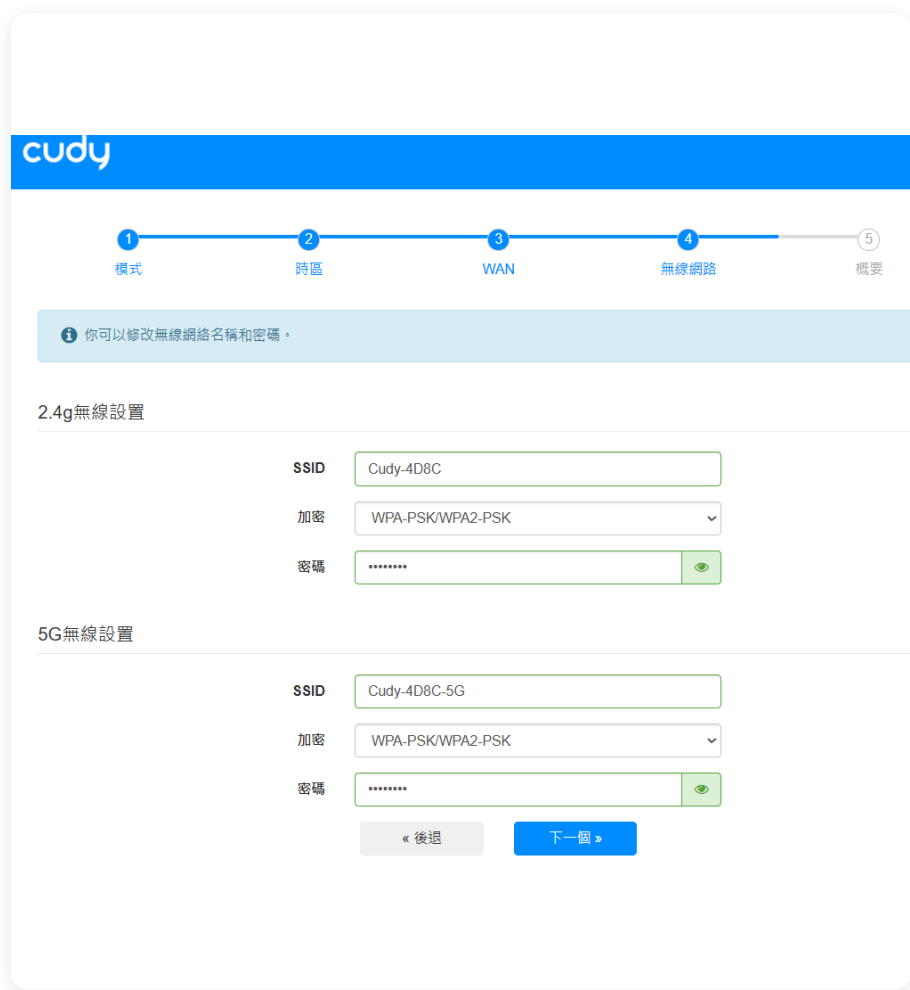 cudy
1 2 3 4 5
模式 時區 WAN 無線網路 概要
你可以修改無線網絡名稱和密碼。
2.4g無線設置
SSID Cudy-4D8C
加密 WPA-PSK/WPA2-PSK
密碼 ••••••••
5G無線設置
SSID Cudy-4D8C-5G
加密 WPA-PSK/WPA2-PSK
密碼 ••••••••
« 後退 下一個 »